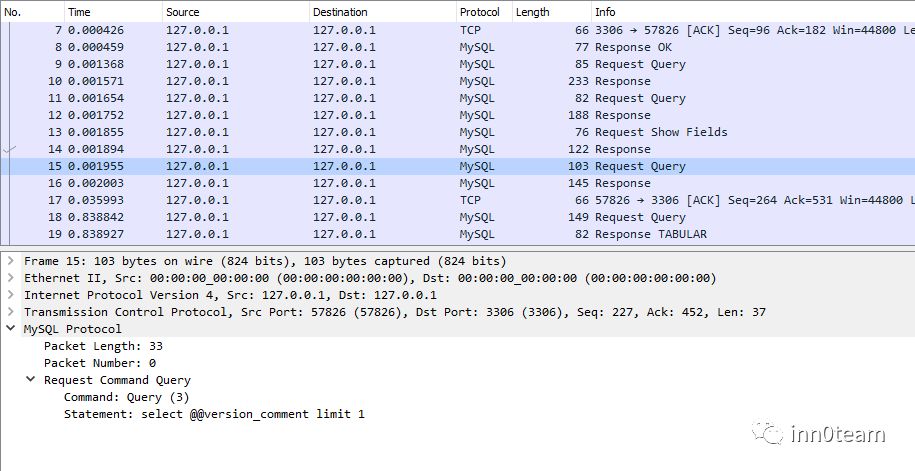 No. Time Source Destination Protocol Length Info
7 0.000426 127.0.0.1 127.0.0.1 TCP 66 3306 → 57826 [ACK] Seq=96 Ack=182 Win=44800 Le
8 0.000459 127.0.0.1 127.0.0.1 MySQL 77 Response OK
9 0.001368 127.0.0.1 127.0.0.1 MySQL 85 Request Query
10 0.001571 127.0.0.1 127.0.0.1 MySQL 233 Response
11 0.001654 127.0.0.1 127.0.0.1 MySQL 82 Request Query
12 0.001752 127.0.0.1 127.0.0.1 MySQL 188 Response
13 0.001855 127.0.0.1 127.0.0.1 MySQL 76 Request Show Fields
14 0.001894 127.0.0.1 127.0.0.1 MySQL 122 Response
15 0.001955 127.0.0.1 127.0.0.1 MySQL 103 Request Query
16 0.002003 127.0.0.1 127.0.0.1 MySQL 145 Response
17 0.035993 127.0.0.1 127.0.0.1 TCP 66 57826 → 3306 [ACK] Seq=264 Ack=531 Win=44800 L
18 0.838842 127.0.0.1 127.0.0.1 MySQL 149 Request Query
19 0.838927 127.0.0.1 127.0.0.1 MySQL 82 Response TABULAR
Frame 15: 103 bytes on wire (824 bits), 103 bytes captured (824 bits)
Ethernet II, Src: 00:00:00_00:00:00 (00:00:00:00:00:00), Dst: 00:00:00_00:00:00 (00:00:00:00:00:00)
Internet Protocol Version 4, Src: 127.0.0.1, Dst: 127.0.0.1
Transmission Control Protocol, Src Port: 57826 (57826), Dst Port: 3306 (3306), Seq: 227, Ack: 452, Len: 37
MySQL Protocol
Packet Length: 33
Packet Number: 0
Request Command Query
Command: Query (3)
Statement: select @@version_comment limit 1
inn0team